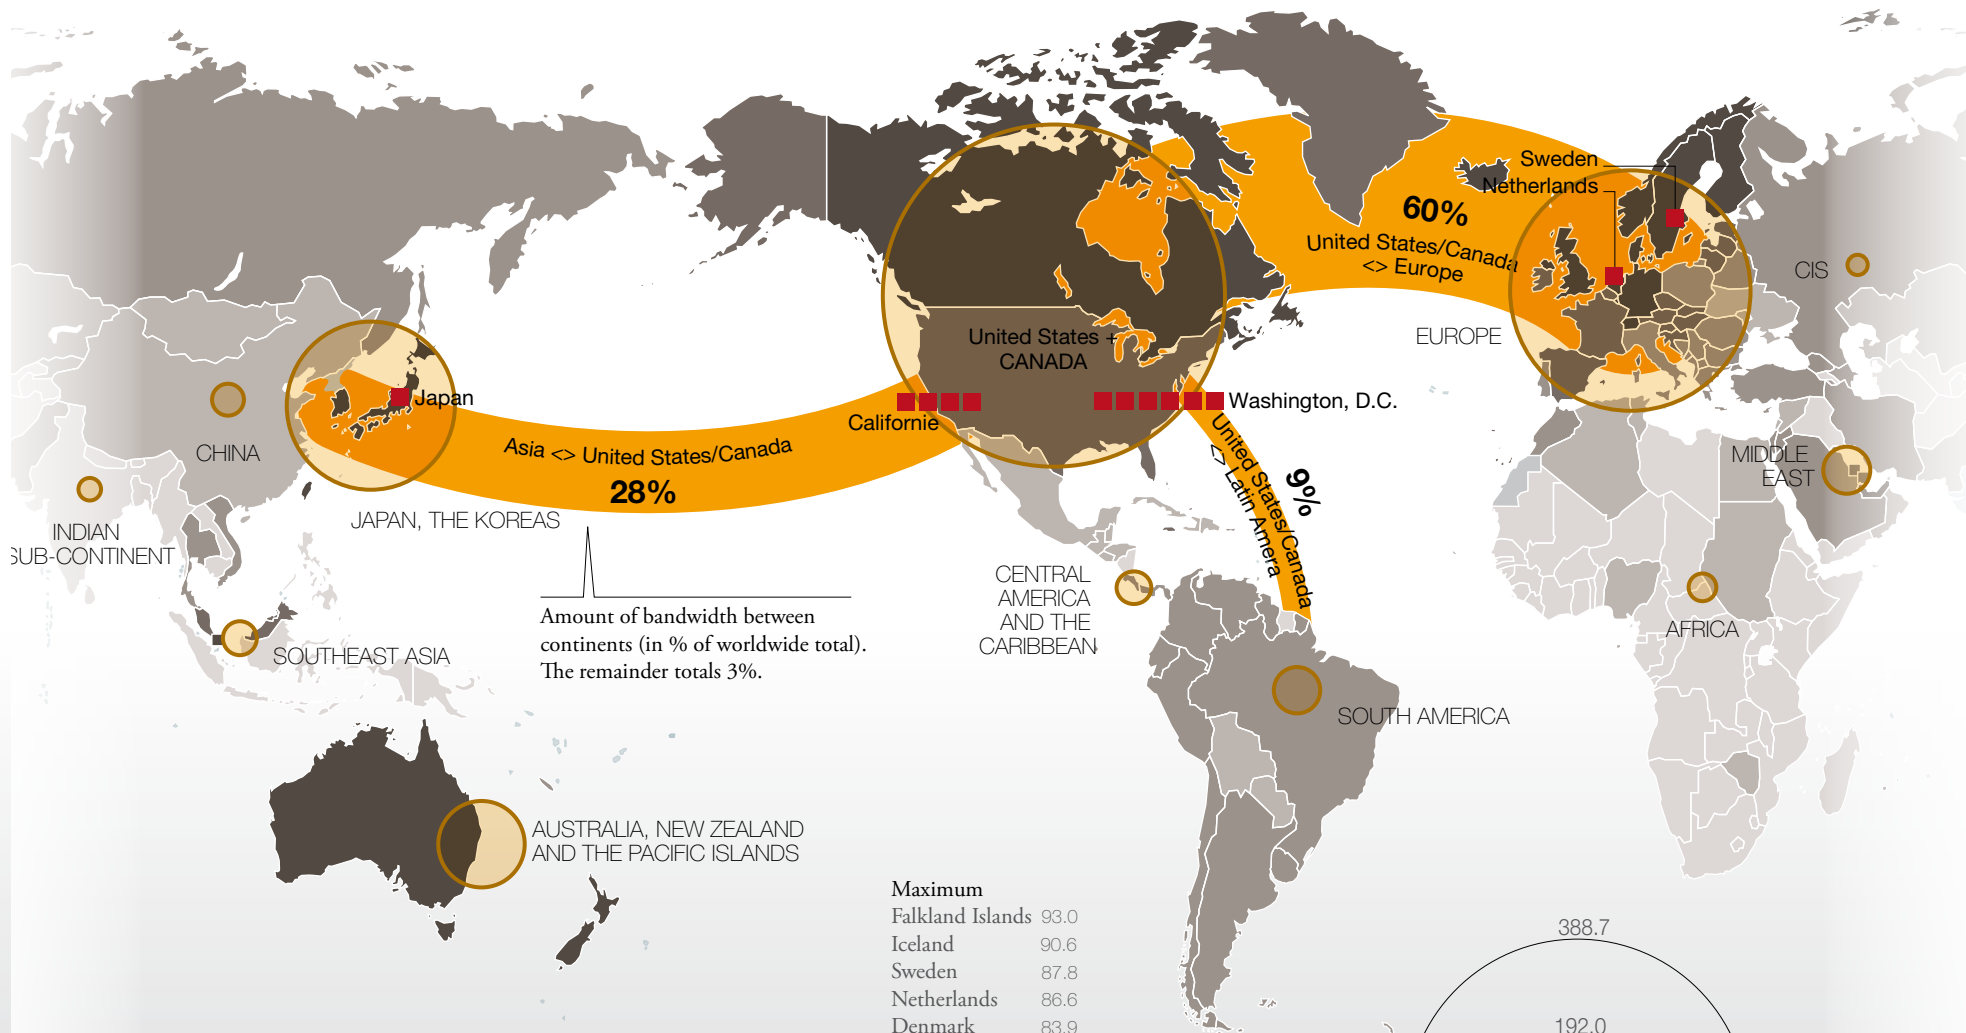 Sweden
Netherlands
60%
United States/Canada
<> Europe
CIS
EUROPE
United States +
CANADA
Japan
Californie
Washington, D.C.
CHINA
Asia <> United States/Canada
28%
United States/Canada
<> Latin Amera
9%
MIDDLE
EAST
INDIAN
SUB-CONTINENT
JAPAN, THE KOREAS
CENTRAL
AMERICA
AND THE
CARIBBEAN
Amount of bandwidth between
continents (in % of worldwide total).
The remainder totals 3%.
AFRICA
SOUTHEAST ASIA
SOUTH AMERICA
AUSTRALIA, NEW ZEALAND
AND THE PACIFIC ISLANDS
Maximum
Falkland Islands 93.0
Iceland 90.6
Sweden 87.8
Netherlands 86.6
Denmark 83.9
388.7
192.0